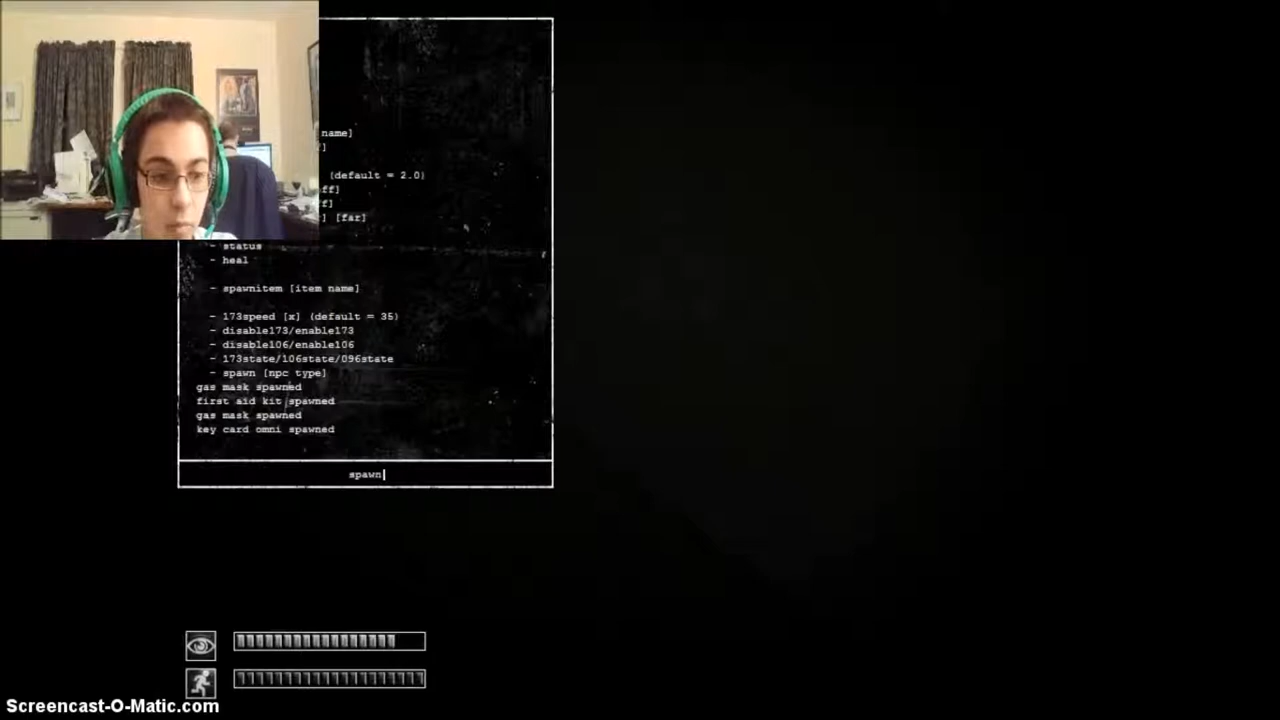 name]
]
(default = 2.0)
ff]
f]
] [far]
- status
- heal
- spawnitem [item name]
- 173speed [x] (default = 35)
- disable173/enable173
- disable106/enable106
- 173state/106state/096state
- spawn [npc type]
gas mask spawned
first aid kit spawned
gas mask spawned
key card omni spawned
spawn
Screencast-O-Matic.com